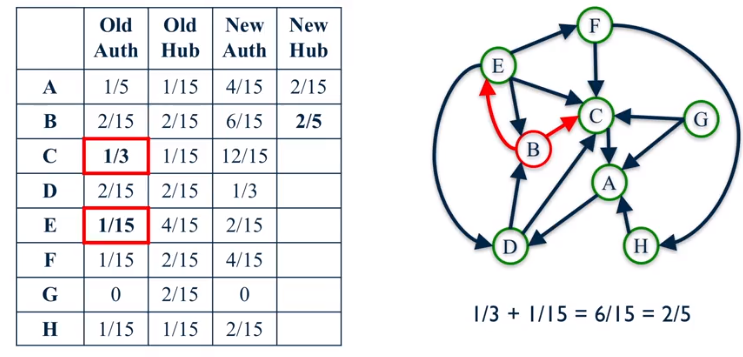 Old Auth Old Hub New Auth New Hub
A 1/5 1/15 4/15 2/15
B 2/15 2/15 6/15 2/5
C 1/3 1/15 12/15
D 2/15 2/15 1/3
E 1/15 4/15 2/15
F 1/15 2/15 4/15
G 0 2/15 0
H 1/15 1/15 2/15
F
E
C
G
B
A
D
H
1/3 + 1/15 = 6/15 = 2/5